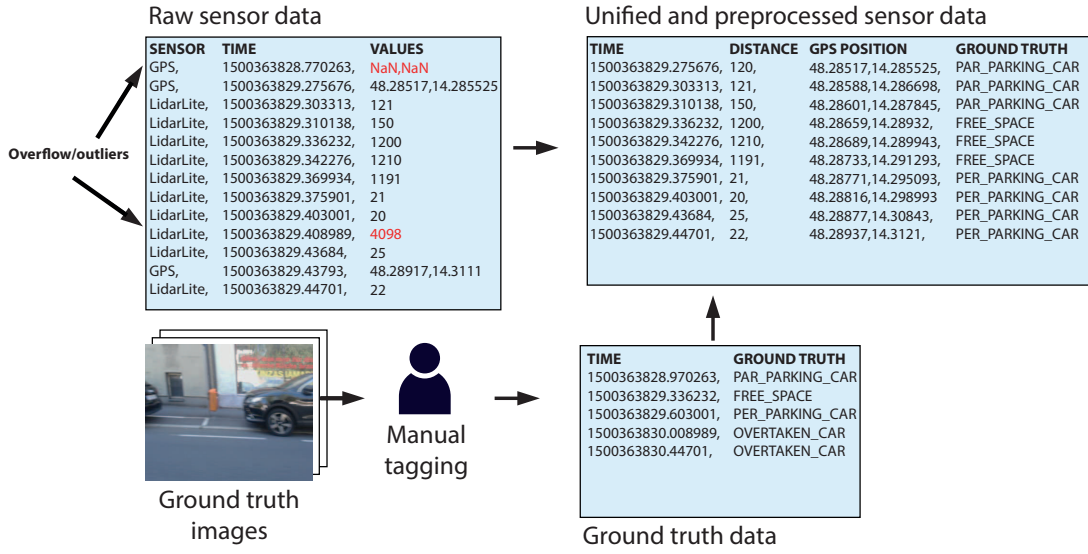 Raw sensor data
SENSOR TIME VALUES
GPS, 1500363828.770263, NaN,NaN
GPS, 1500363829.275676, 48.28517,14.285525
LidarLite, 1500363829.303313, 121
LidarLite, 1500363829.310138, 150
LidarLite, 1500363829.336232, 1200
LidarLite, 1500363829.342276, 1210
LidarLite, 1500363829.369934, 1191
LidarLite, 1500363829.375901, 21
LidarLite, 1500363829.403001, 20
LidarLite, 1500363829.408989, 4098
LidarLite, 1500363829.43684, 25
GPS, 1500363829.43793, 48.28917,14.3111
LidarLite, 1500363829.44701, 22
Overflow/outliers
Unified and preprocessed sensor data
TIME DISTANCE GPS POSITION GROUND TRUTH
1500363829.275676, 120, 48.28517,14.285525, PAR_PARKING_CAR
1500363829.303313, 121, 48.28588,14.286698, PAR_PARKING_CAR
1500363829.310138, 150, 48.28601,14.287845, PAR_PARKING_CAR
1500363829.336232, 1200, 48.28659,14.28932, FREE_SPACE
1500363829.342276, 1210, 48.28689,14.289943, FREE_SPACE
1500363829.369934, 1191, 48.28733,14.291293, FREE_SPACE
1500363829.375901, 21, 48.28771,14.295093, PER_PARKING_CAR
1500363829.403001, 20, 48.28816,14.298993 PER_PARKING_CAR
1500363829.43684, 25, 48.28877,14.30843, PER_PARKING_CAR
1500363829.44701, 22, 48.28937,14.3121, PER_PARKING_CAR
Ground truth
images
Manual
tagging
TIME GROUND TRUTH
1500363828.970263, PAR_PARKING_CAR
1500363829.336232, FREE_SPACE
1500363829.603001, PER_PARKING_CAR
1500363830.008989, OVERTAKEN_CAR
1500363830.44701, OVERTAKEN_CAR
Ground truth data